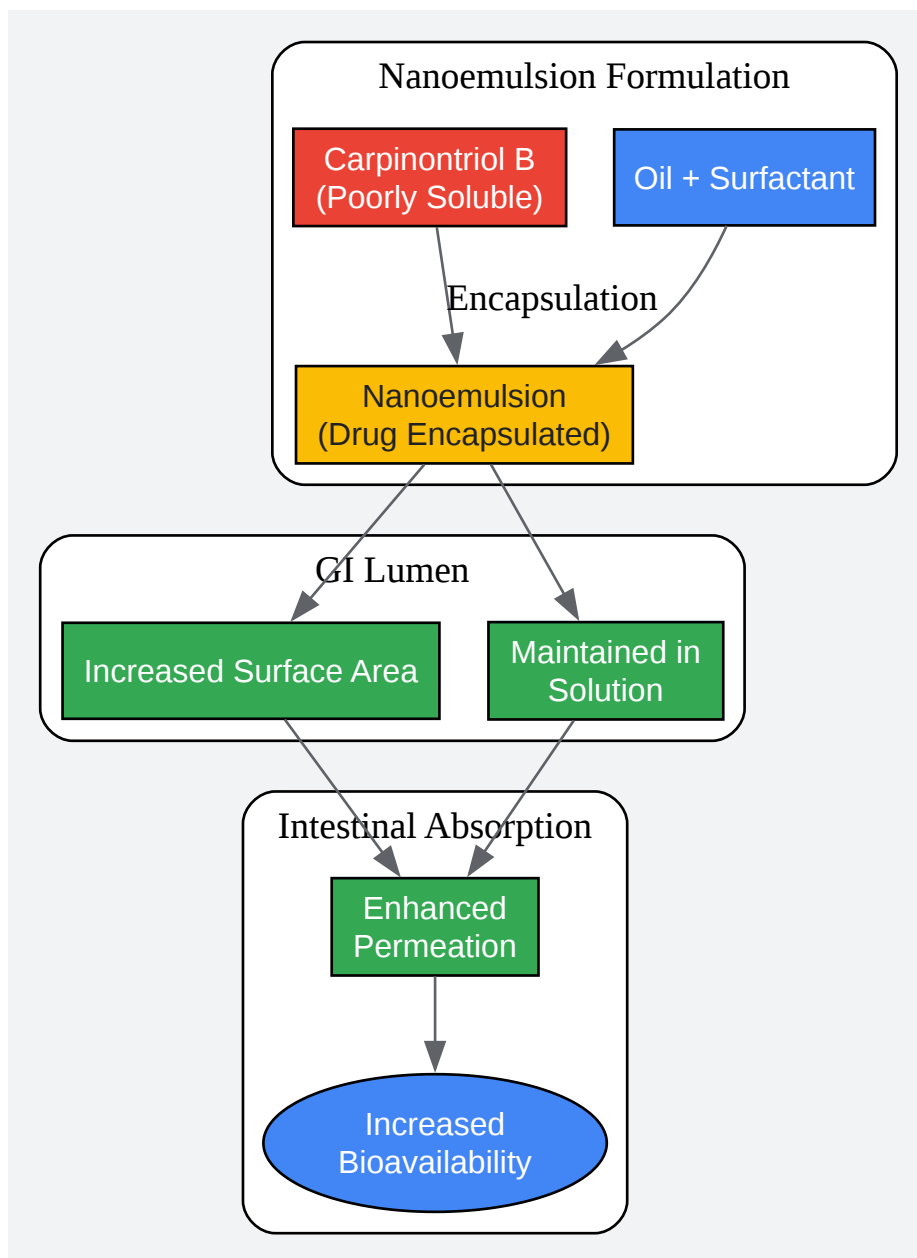 Nanoemulsion Formulation
Carpinontriol B
(Poorly Soluble)
Oil + Surfactant
Encapsulation
Nanoemulsion
(Drug Encapsulated)
GI Lumen
Increased Surface Area
Maintained in
Solution
Intestinal Absorption
Enhanced
Permeation
Increased
Bioavailability